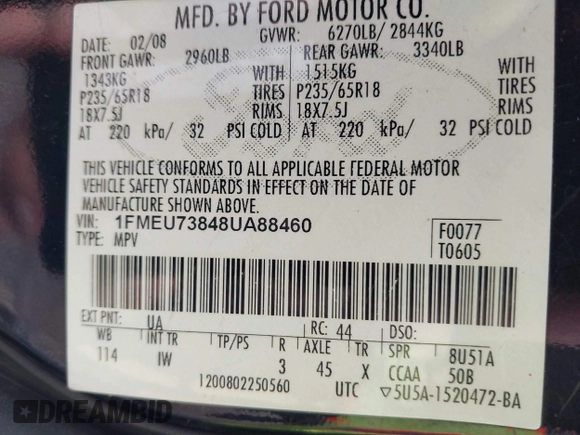 MFD. BY FORD MOTOR CO.
DATE: 02/08 GVWR: 6270LB/ 2844KG
FRONT GAWR: 2960LB REAR GAWR: 3340LB
1343KG WITH 1515KG WITH
P235/65R18 TIRES P235/65R18 TIRES
18X7.5J RIMS 18X7.5J RIMS
AT 220 kPa/ 32 PSI COLD AT 220 kPa/ 32 PSI COLD
Ford
THIS VEHICLE CONFORMS TO ALL APPLICABLE FEDERAL MOTOR
VEHICLE SAFETY STANDARDS IN EFFECT ON THE DATE OF
MANUFACTURE SHOWN ABOVE.
VIN: 1FMEU73848UA88460 F0077
TYPE: MPV T0605
EXT PNT: UA RC: 44 DSO:
WB INT TR TP/PS R AXLE TR SPR 8U51A
114 IW 3 45 X CCAA 50B
1200802250560 UTC ▽5U5A-1520472-BA
DREAMBID